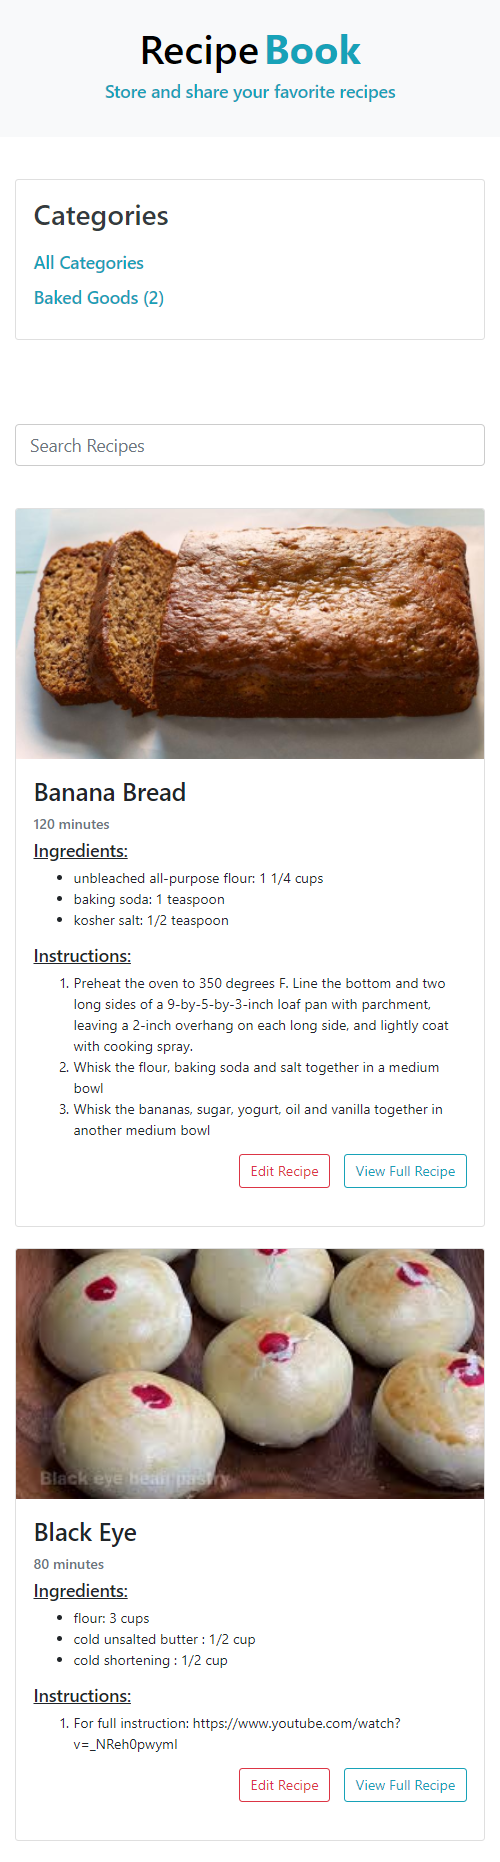 Recipe Book
Store and share your favorite recipes
Categories
All Categories
Baked Goods (2)
Search Recipes
Banana Bread
120 minutes
Ingredients:
• unbleached all-purpose flour: 1 1/4 cups
• baking soda: 1 teaspoon
• kosher salt: 1/2 teaspoon
Instructions:
1. Preheat the oven to 350 degrees F. Line the bottom and two
long sides of a 9-by-5-by-3-inch loaf pan with parchment,
leaving a 2-inch overhang on each long side, and lightly coat
with cooking spray.
2. Whisk the flour, baking soda and salt together in a medium
bowl
3. Whisk the bananas, sugar, yogurt, oil and vanilla together in
another medium bowl
Edit Recipe View Full Recipe
Black eye bean pastry
Black Eye
80 minutes
Ingredients:
• flour: 3 cups
• cold unsalted butter : 1/2 cup
• cold shortening : 1/2 cup
Instructions:
1. For full instruction: https://www.youtube.com/watch?
v=_NReh0pwymI
Edit Recipe View Full Recipe